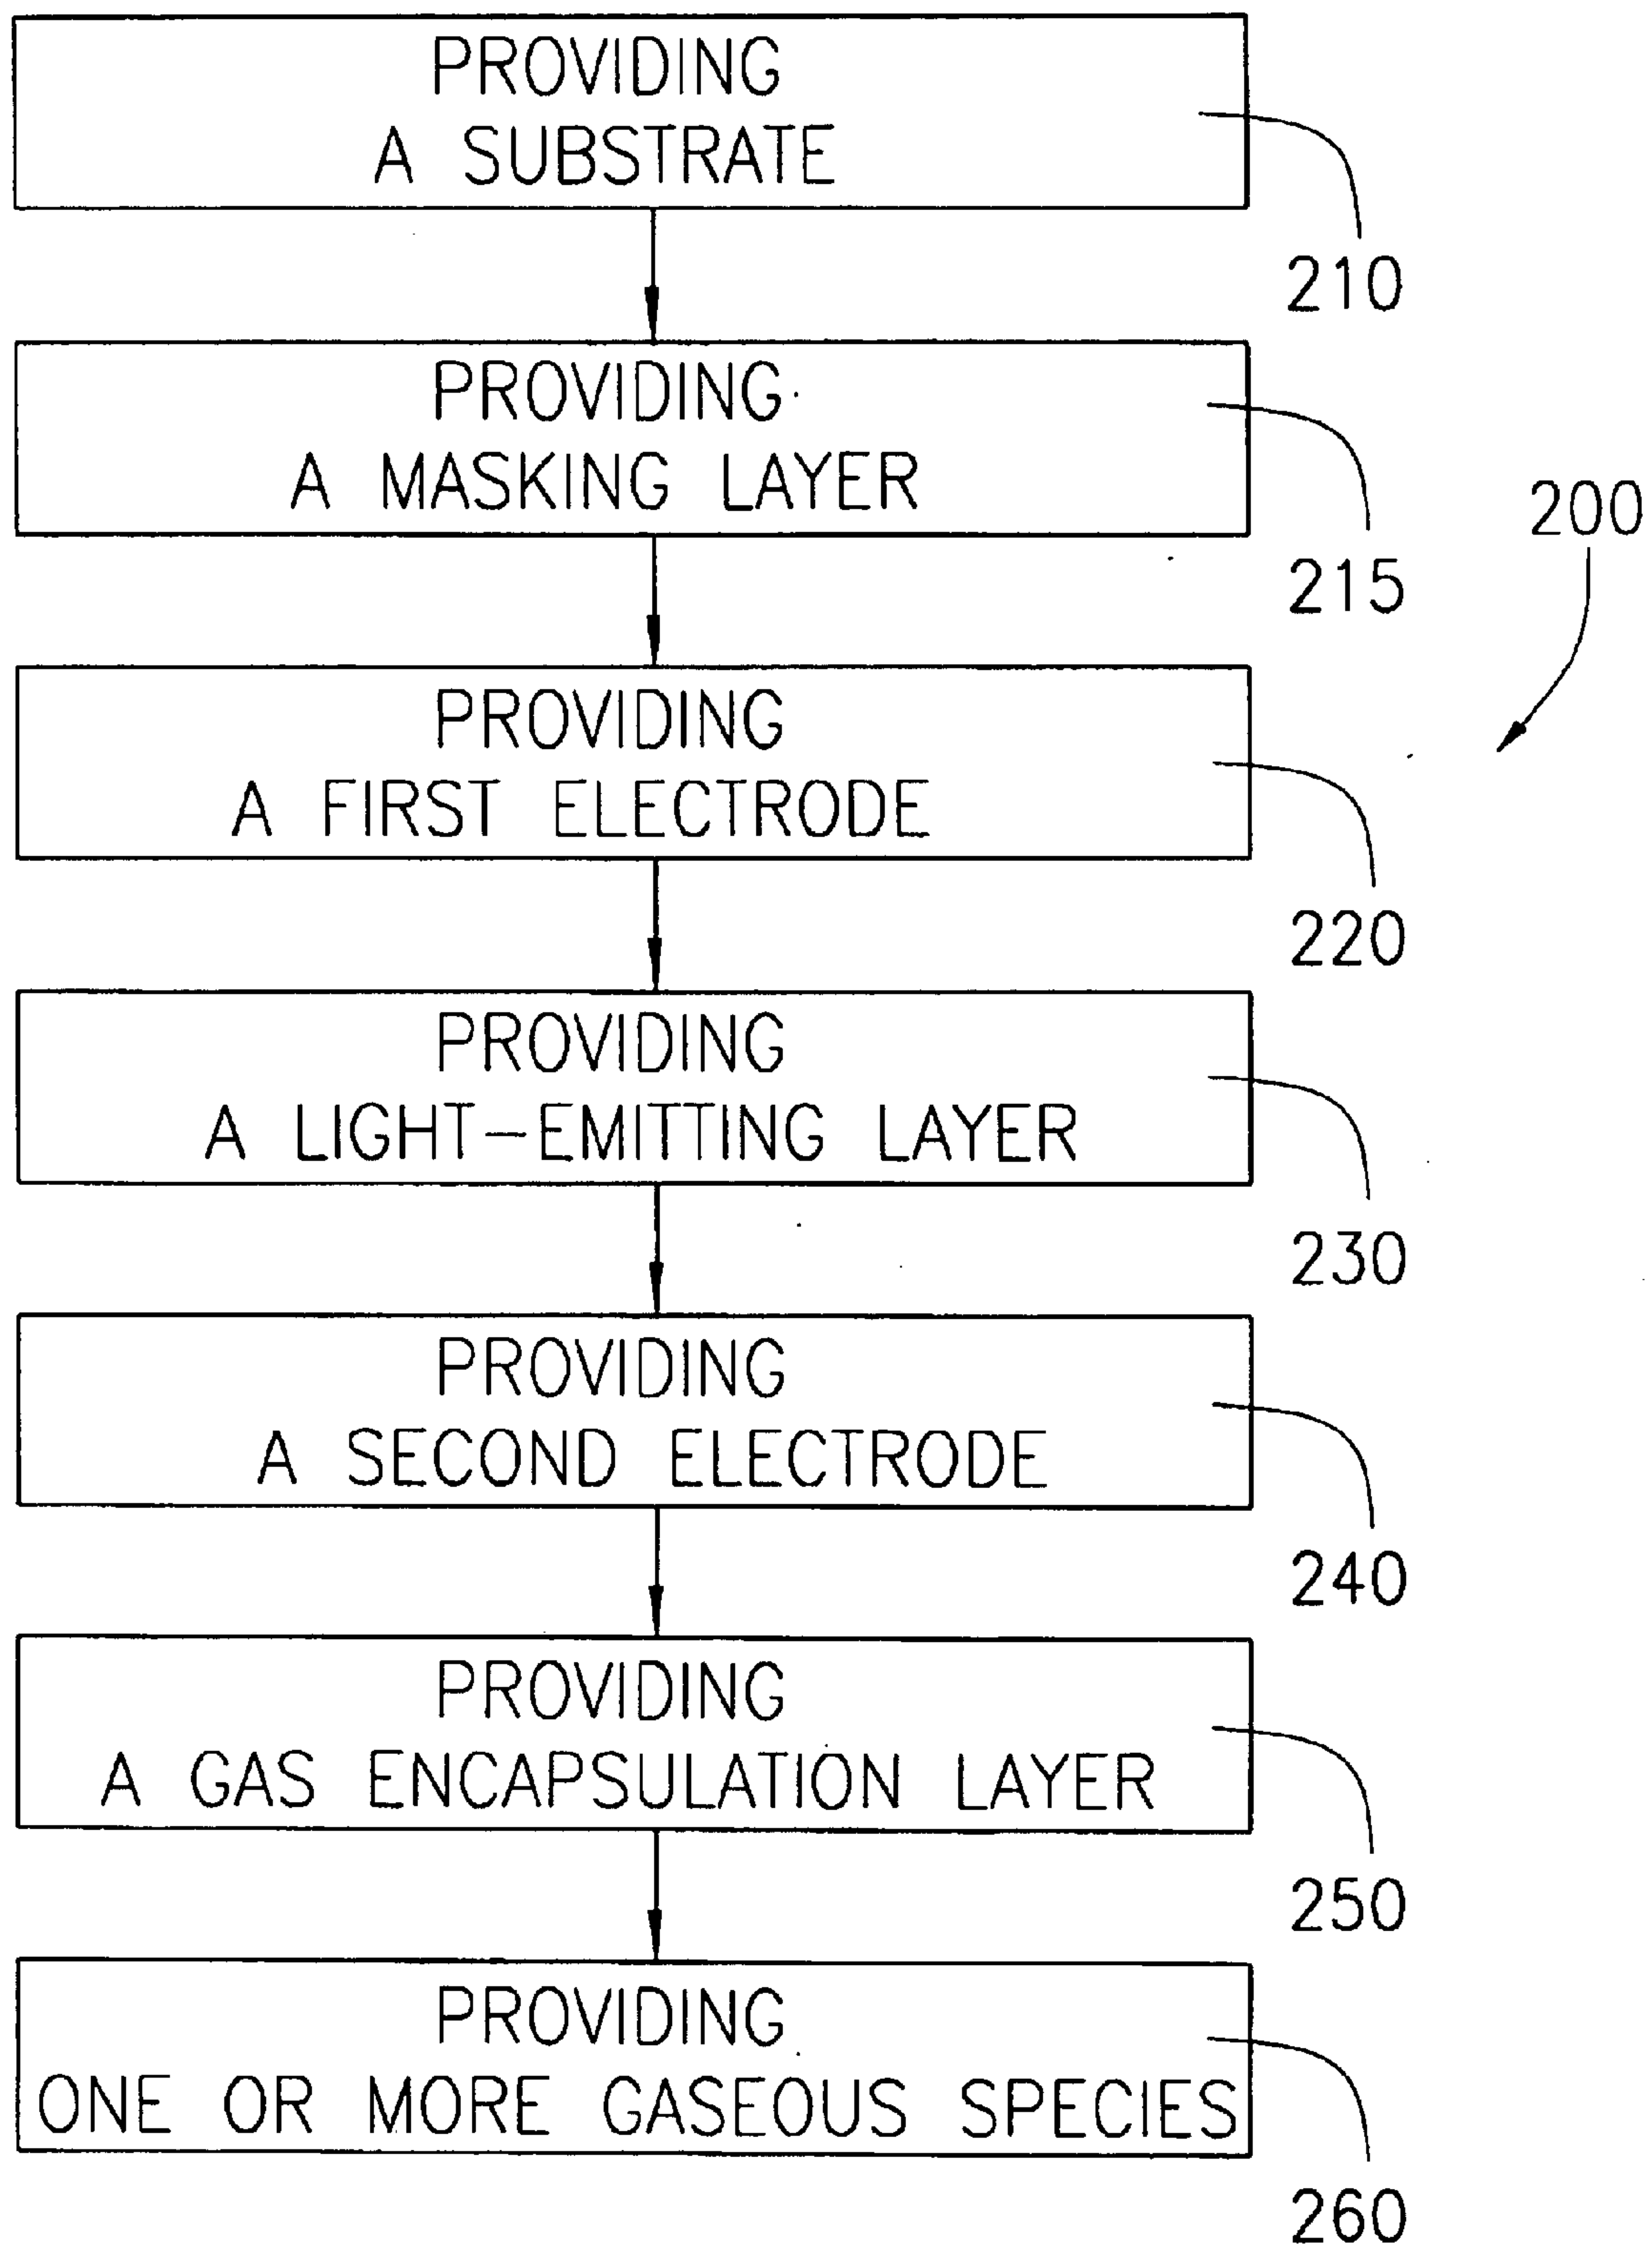 PROVIDING
A SUBSTRATE
210
PROVIDING
A MASKING LAYER
215
200
PROVIDING
A FIRST ELECTRODE
220
PROVIDING
A LIGHT-EMITTING LAYER
230
PROVIDING
A SECOND ELECTRODE
240
PROVIDING
A GAS ENCAPSULATION LAYER
250
PROVIDING
ONE OR MORE GASEOUS SPECIES
260